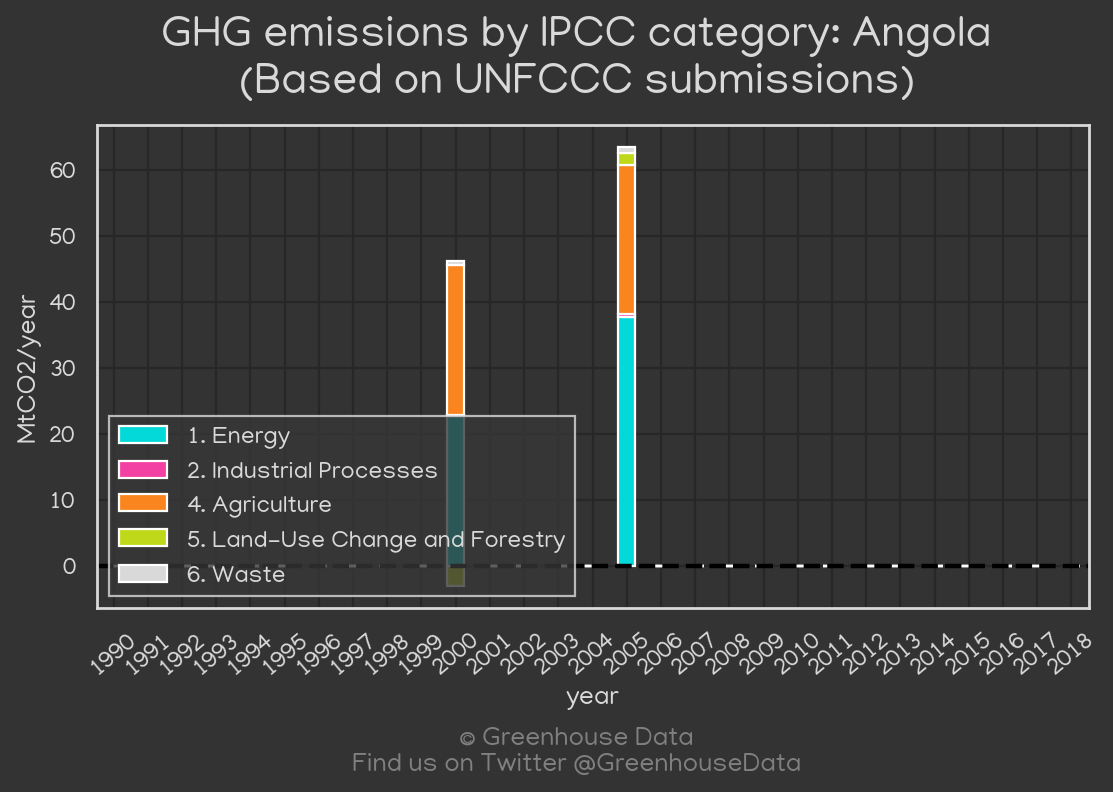 GHG emissions by IPCC category: Angola
(Based on UNFCCC submissions)
60
50
40
30
20
10
0
MtCO2/year
1. Energy
2. Industrial Processes
4. Agriculture
5. Land-Use Change and Forestry
6. Waste
1990 1991 1992 1993 1994 1995 1996 1997 1998 1999 2000 2001 2002 2003 2004 2005 2006 2007 2008 2009 2010 2011 2012 2013 2014 2015 2016 2017 2018
year
© Greenhouse Data
Find us on Twitter @GreenhouseData